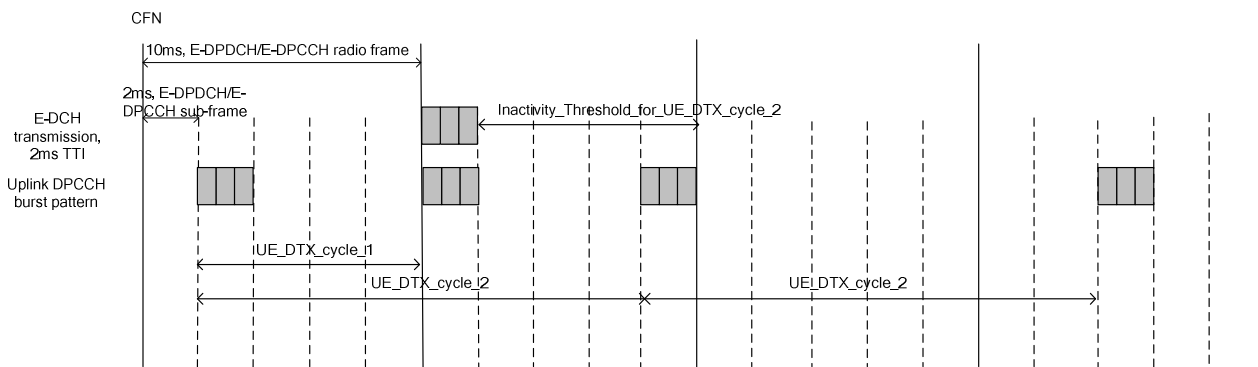 CFN
10ms, E-DPDCH/E-DPCCH radio frame
2ms, E-DPDCH/E-
DPCCH sub-frame
E-DCH
transmission,
2ms TTI
Inactivity_Threshold_for_UE_DTX_cycle_2
Uplink DPCCH
burst pattern
UE_DTX_cycle_1
UE_DTX_cycle_2
UE_DTX_cycle_2